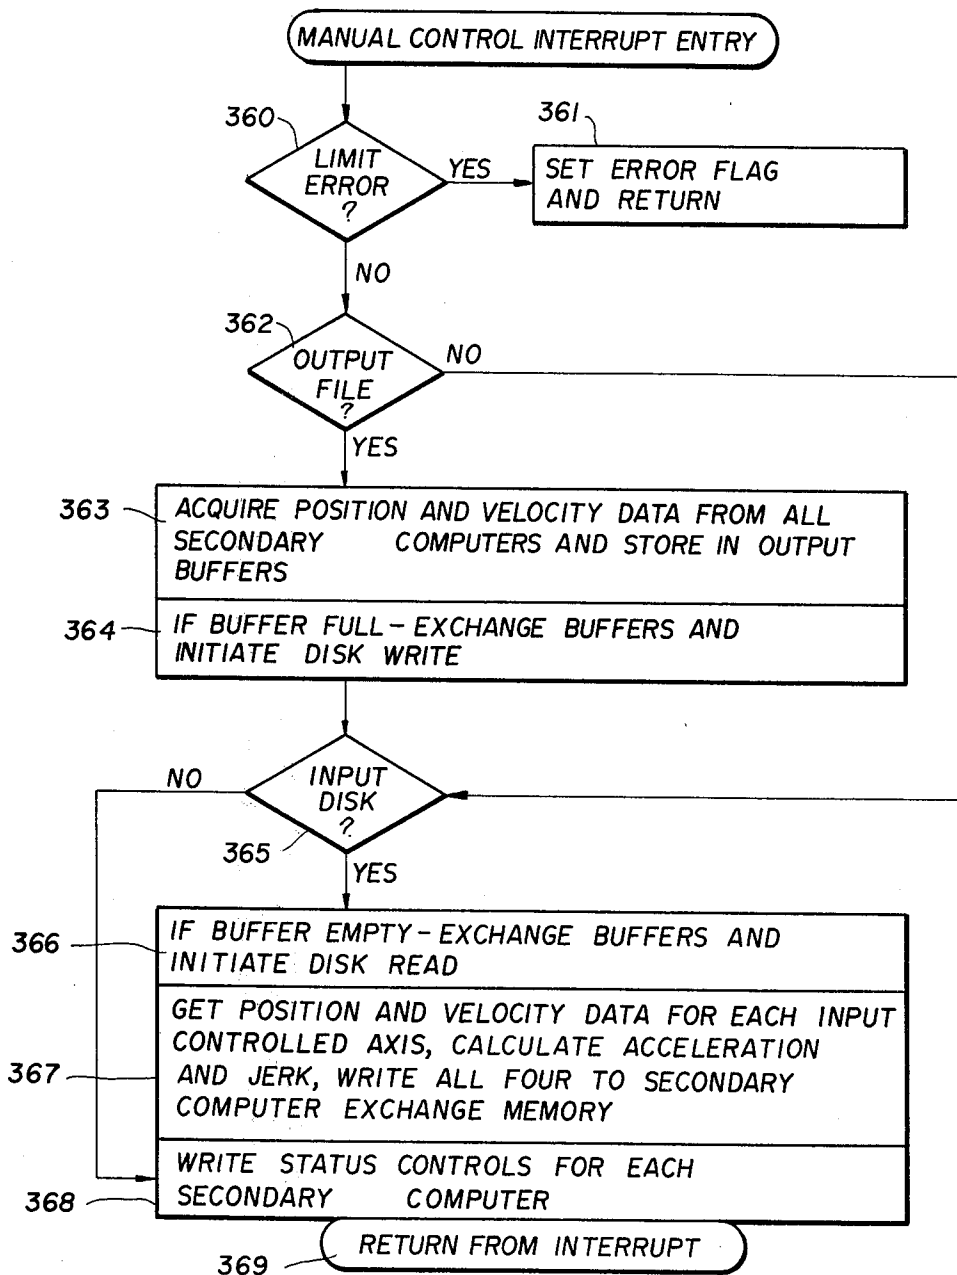 MANUAL CONTROL INTERRUPT ENTRY
360
LIMIT
ERROR
?
YES
361
SET ERROR FLAG
AND RETURN
NO
362
OUTPUT
FILE
?
NO
YES
363
ACQUIRE POSITION AND VELOCITY DATA FROM ALL
SECONDARY COMPUTERS AND STORE IN OUTPUT
BUFFERS
364
IF BUFFER FULL-EXCHANGE BUFFERS AND
INITIATE DISK WRITE
NO
INPUT
DISK
?
365
YES
366
IF BUFFER EMPTY-EXCHANGE BUFFERS AND
INITIATE DISK READ
367
GET POSITION AND VELOCITY DATA FOR EACH INPUT
CONTROLLED AXIS, CALCULATE ACCELERATION
AND JERK, WRITE ALL FOUR TO SECONDARY
COMPUTER EXCHANGE MEMORY
368
WRITE STATUS CONTROLS FOR EACH
SECONDARY COMPUTER
369
RETURN FROM INTERRUPT